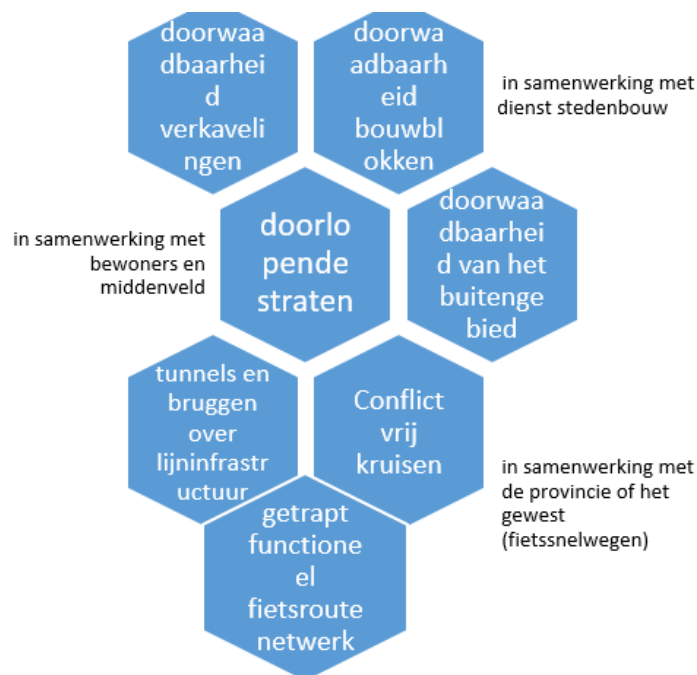 doorwaa
dbaarhei
d
verkaveli
ngen
doorwa
adbaarh
eid
bouwbl
okken
in samenwerking met
dienst stedenbouw
in samenwerking met
bewoners en
middenveld
doorlo
pende
straten
doorwaa
dbaarhei
d van het
buitenge
bied
tunnels en
bruggen
over
lijninfrastr
uctuur
Conflict
vrij
kruisen
in samenwerking met
de provincie of het
gewest
(fietssnelwegen)
getrapt
functione
el
fietsroute
netwerk